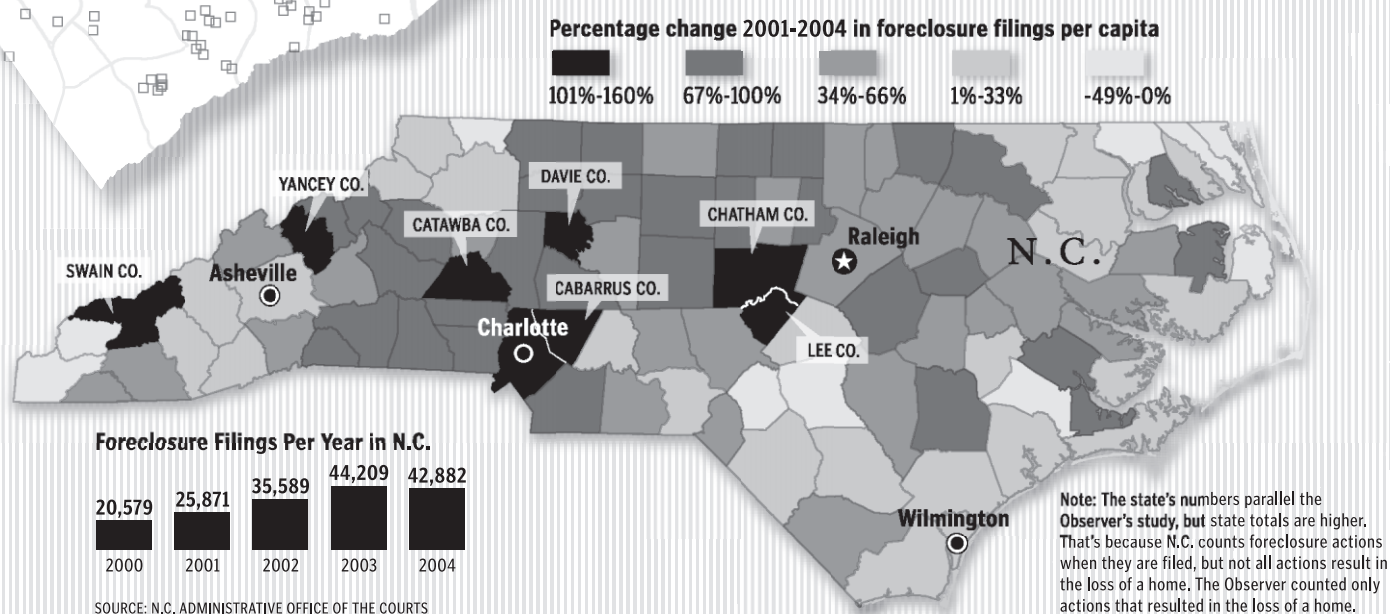 Percentage change 2001-2004 in foreclosure filings per capita
101%-160%
67%-100%
34%-66%
1%-33%
-49%-0%
YANCEY CO.
DAVIE CO.
CATAWBA CO.
CHATHAM CO.
Raleigh
N.C.
SWAIN CO.
Asheville
CABARRUS CO.
Charlotte
LEE CO.
Wilmington
Foreclosure Filings Per Year in N.C.
20,579
25,871
35,589
44,209
42,882
2000
2001
2002
2003
2004
SOURCE: N.C. ADMINISTRATIVE OFFICE OF THE COURTS
Note: The state's numbers parallel the
Observer's study, but state totals are higher.
That's because N.C. counts foreclosure actions
when they are filed, but not all actions result in
the loss of a home. The Observer counted only
actions that resulted in the loss of a home.